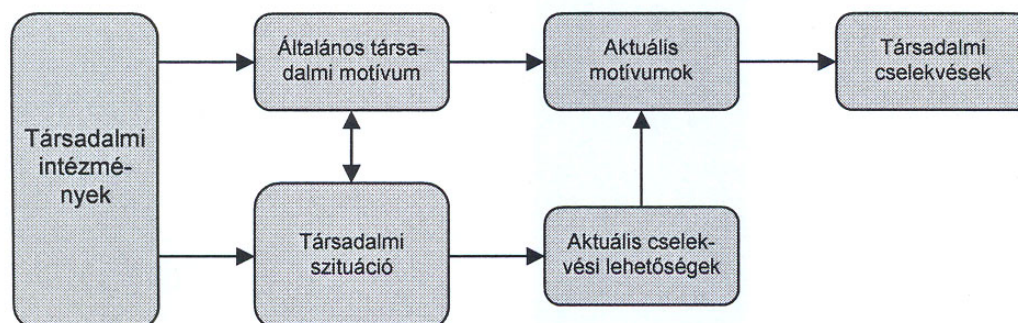 Társadalmi
intézmé-
nyek
Általános társa-
dalmi motívum
Aktuális
motívumok
Társadalmi
cselekvések
Társadalmi
szituáció
Aktuális cselek-
vési lehetőségek